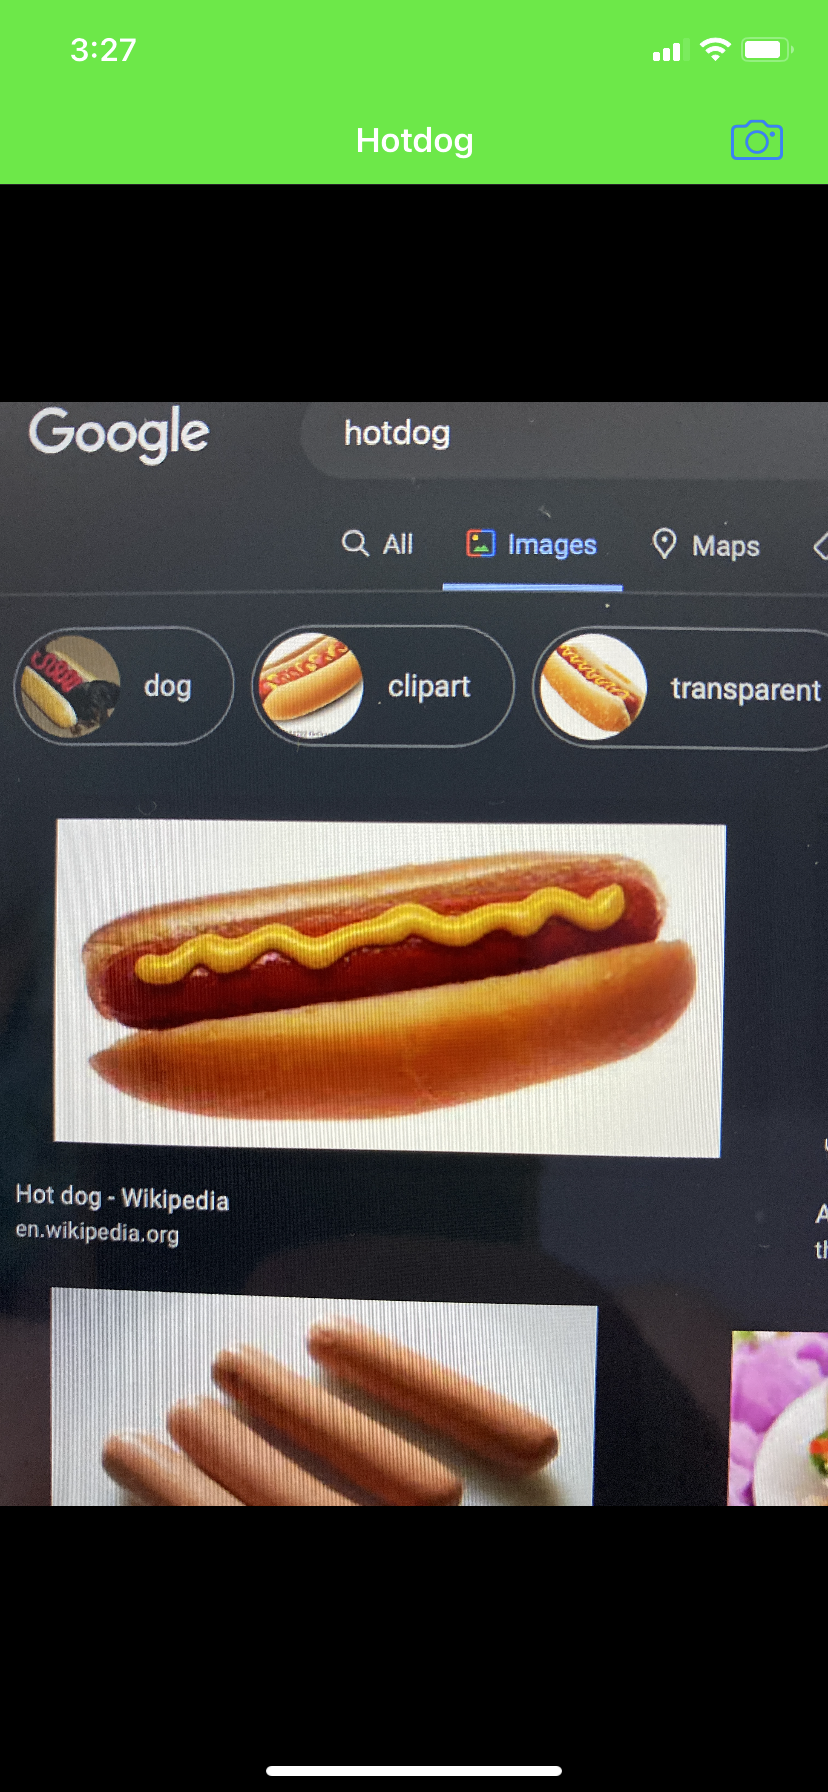 3:27
Hotdog
Google
hotdog
All Images Maps
dog clipart transparent
Hot dog - Wikipedia
en.wikipedia.org
A
th